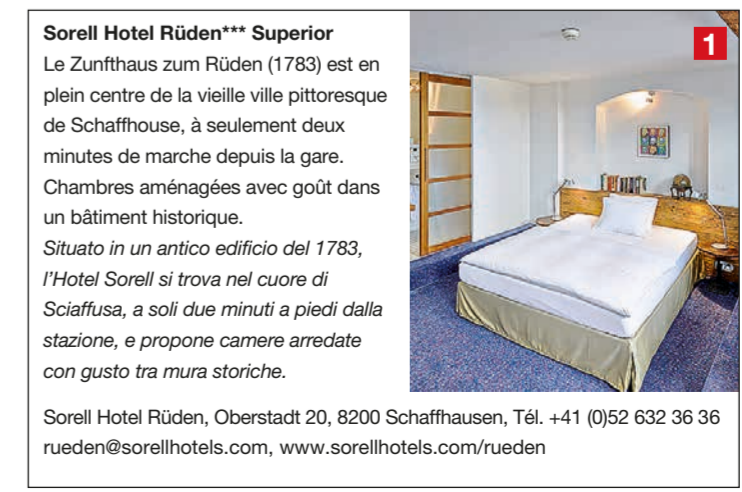 Sorell Hotel Rüden*** Superior
Le Zunfthaus zum Rüden (1783) est en
plein centre de la vieille ville pittoresque
de Schaffhouse, à seulement deux
minutes de marche depuis la gare.
Chambres aménagées avec goût dans
un bâtiment historique.
Situato in un antico edificio del 1783,
l’Hotel Sorell si trova nel cuore di
Sciaffusa, a soli due minuti a piedi dalla
stazione, e propone camere arredate
con gusto tra mura storiche.
1
Sorell Hotel Rüden, Oberstadt 20, 8200 Schaffhausen, Tél. +41 (0)52 632 36 36
rueden@sorellhotels.com, www.sorellhotels.com/rueden